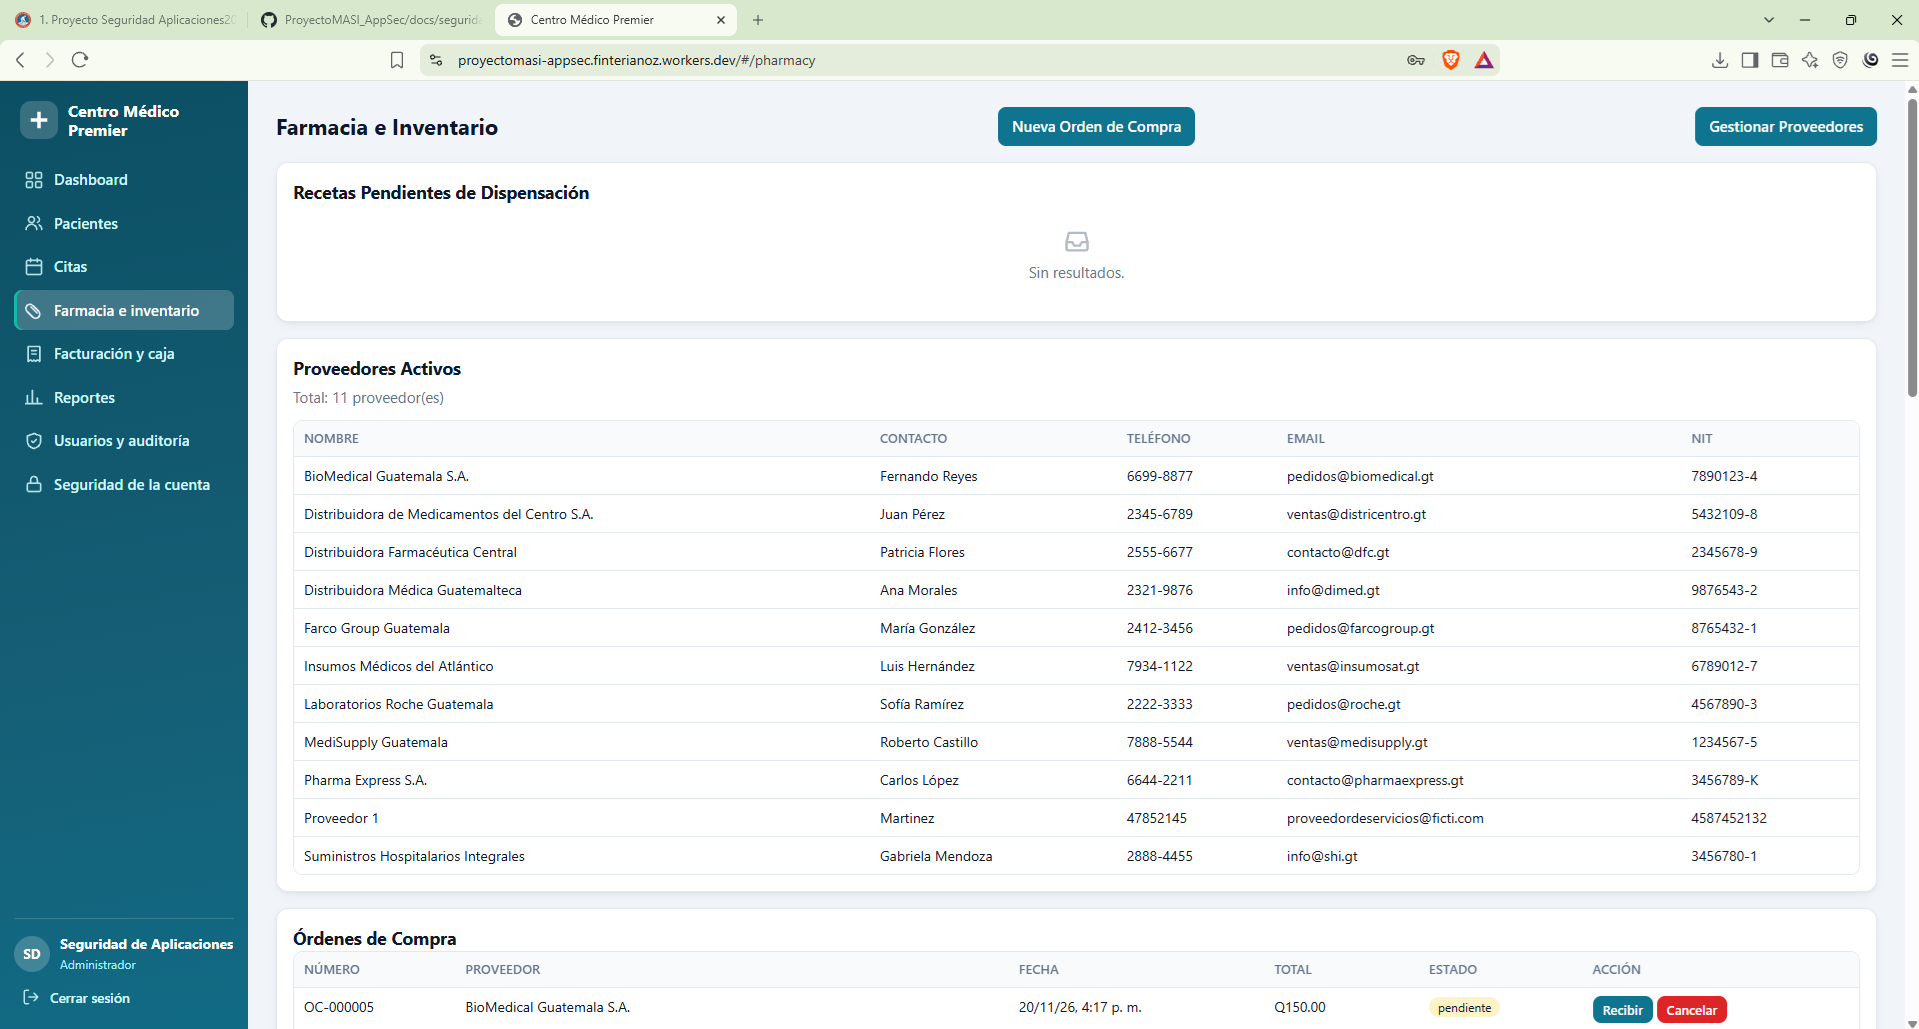 1. Proyecto Seguridad Aplicaciones20
ProyectoMASI_AppSec/docs/segurida
Centro Médico Premier
proyectomasi-appsec.finterianoz.workers.dev/#/pharmacy
Centro Médico
Premier
Dashboard
Pacientes
Citas
Farmacia e inventario
Facturación y caja
Reportes
Usuarios y auditoría
Seguridad de la cuenta
SD
Seguridad de Aplicaciones
Administrador
Cerrar sesión
Farmacia e Inventario
Nueva Orden de Compra
Gestionar Proveedores
Recetas Pendientes de Dispensación
Sin resultados.
Proveedores Activos
Total: 11 proveedor(es)
NOMBRE CONTACTO TELÉFONO EMAIL NIT
BioMedical Guatemala S.A. Fernando Reyes 6699-8877 pedidos@biomedical.gt 7890123-4
Distribuidora de Medicamentos del Centro S.A. Juan Pérez 2345-6789 ventas@districentro.gt 5432109-8
Distribuidora Farmacéutica Central Patricia Flores 2555-6677 contacto@dfc.gt 2345678-9
Distribuidora Médica Guatemalteca Ana Morales 2321-9876 info@dimed.gt 9876543-2
Farco Group Guatemala María González 2412-3456 pedidos@farcogroup.gt 8765432-1
Insumos Médicos del Atlántico Luis Hernández 7934-1122 ventas@insumosat.gt 6789012-7
Laboratorios Roche Guatemala Sofía Ramírez 2222-3333 pedidos@roche.gt 4567890-3
MediSupply Guatemala Roberto Castillo 7888-5544 ventas@medisupply.gt 1234567-5
Pharma Express S.A. Carlos López 6644-2211 contacto@pharmaexpress.gt 3456789-K
Proveedor 1 Martinez 47852145 proveedordeservicios@ficti.com 4587452132
Suministros Hospitalarios Integrales Gabriela Mendoza 2888-4455 info@shi.gt 3456780-1
Órdenes de Compra
NÚMERO PROVEEDOR FECHA TOTAL ESTADO ACCIÓN
OC-000005 BioMedical Guatemala S.A. 20/11/26, 4:17 p. m. Q150.00 pendiente Recibir Cancelar